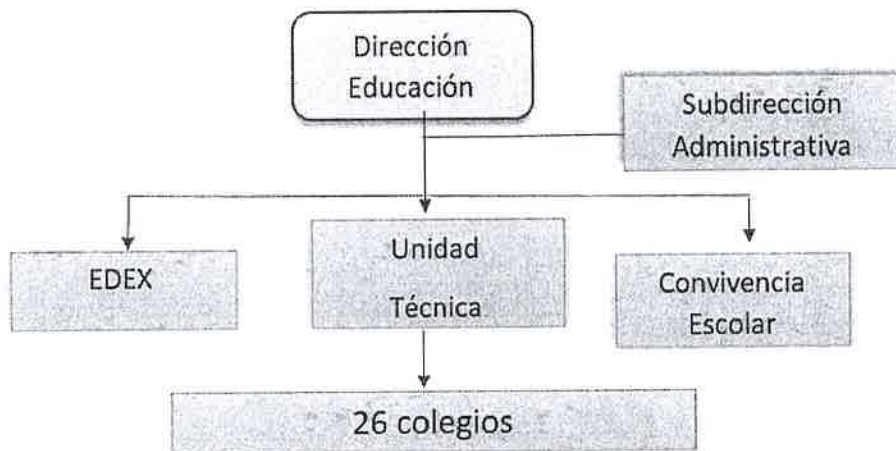 Dirección
Educación
Subdirección
Administrativa
EDEX
Unidad
Técnica
Convivencia
Escolar
26 colegios